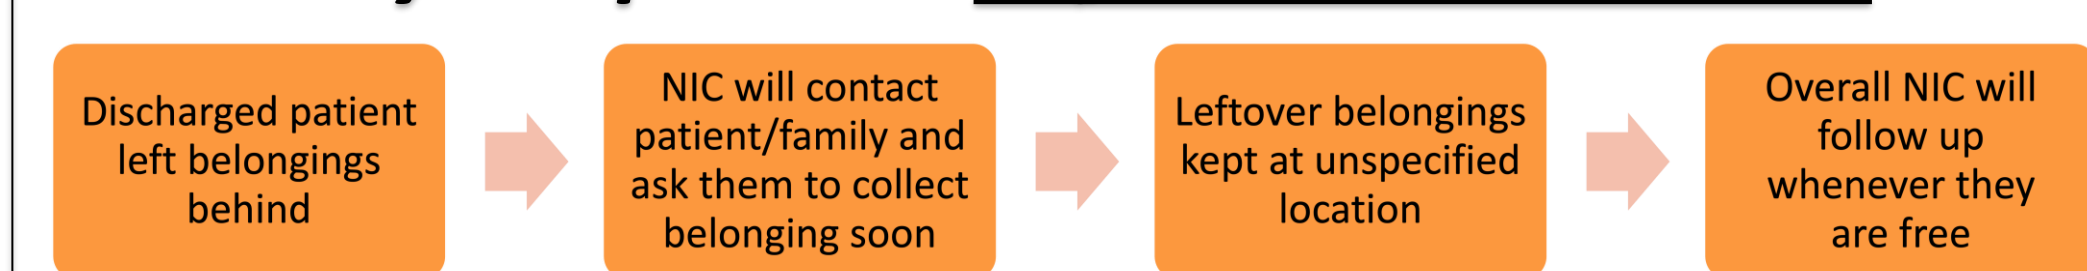 Discharged patient
left belongings
behind
NIC will contact
patient/family and
ask them to collect
belonging soon
Leftover belongings
kept at unspecified
location
Overall NIC will
follow up
whenever they
are free